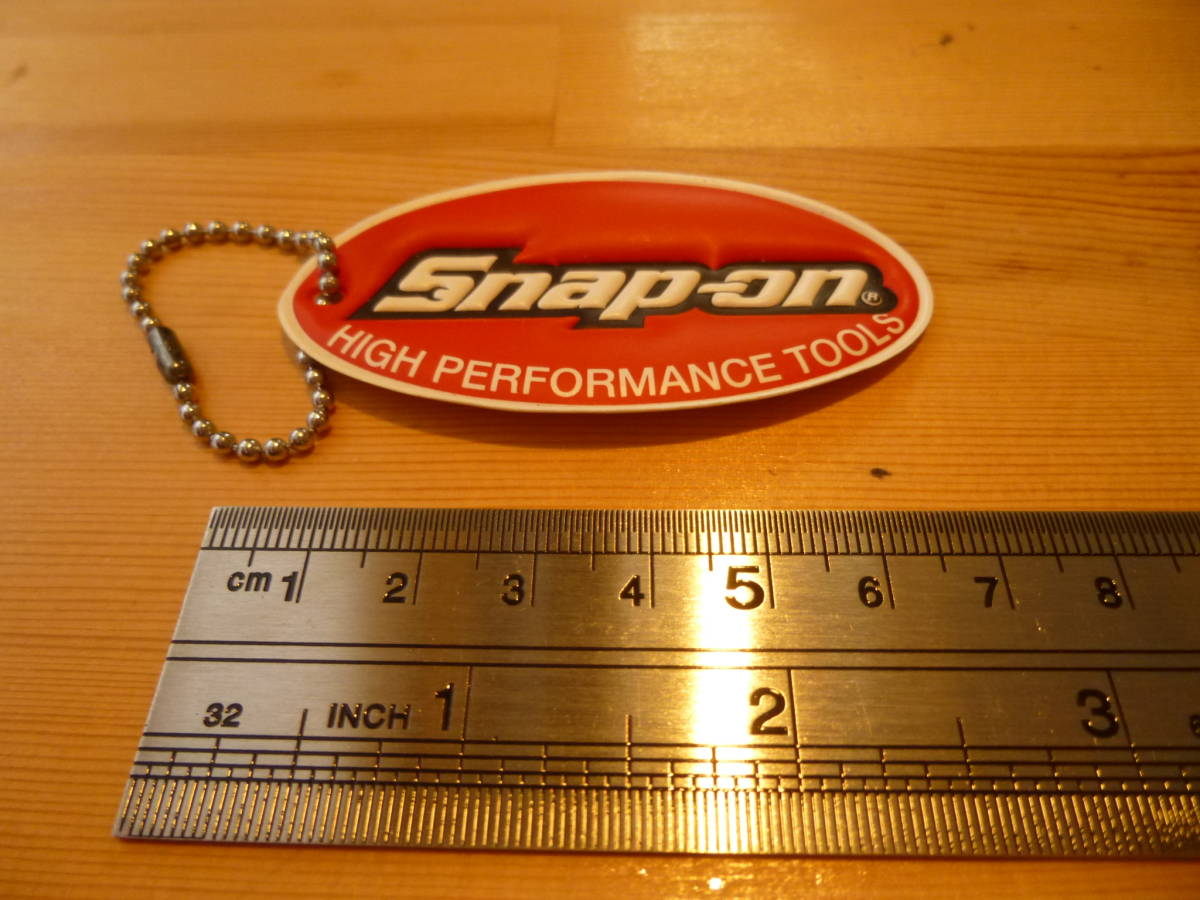 Snap-on®
HIGH PERFORMANCE TOOLS
cm 1 2 3 4 5 6 7 8
32 INCH 1 2 3